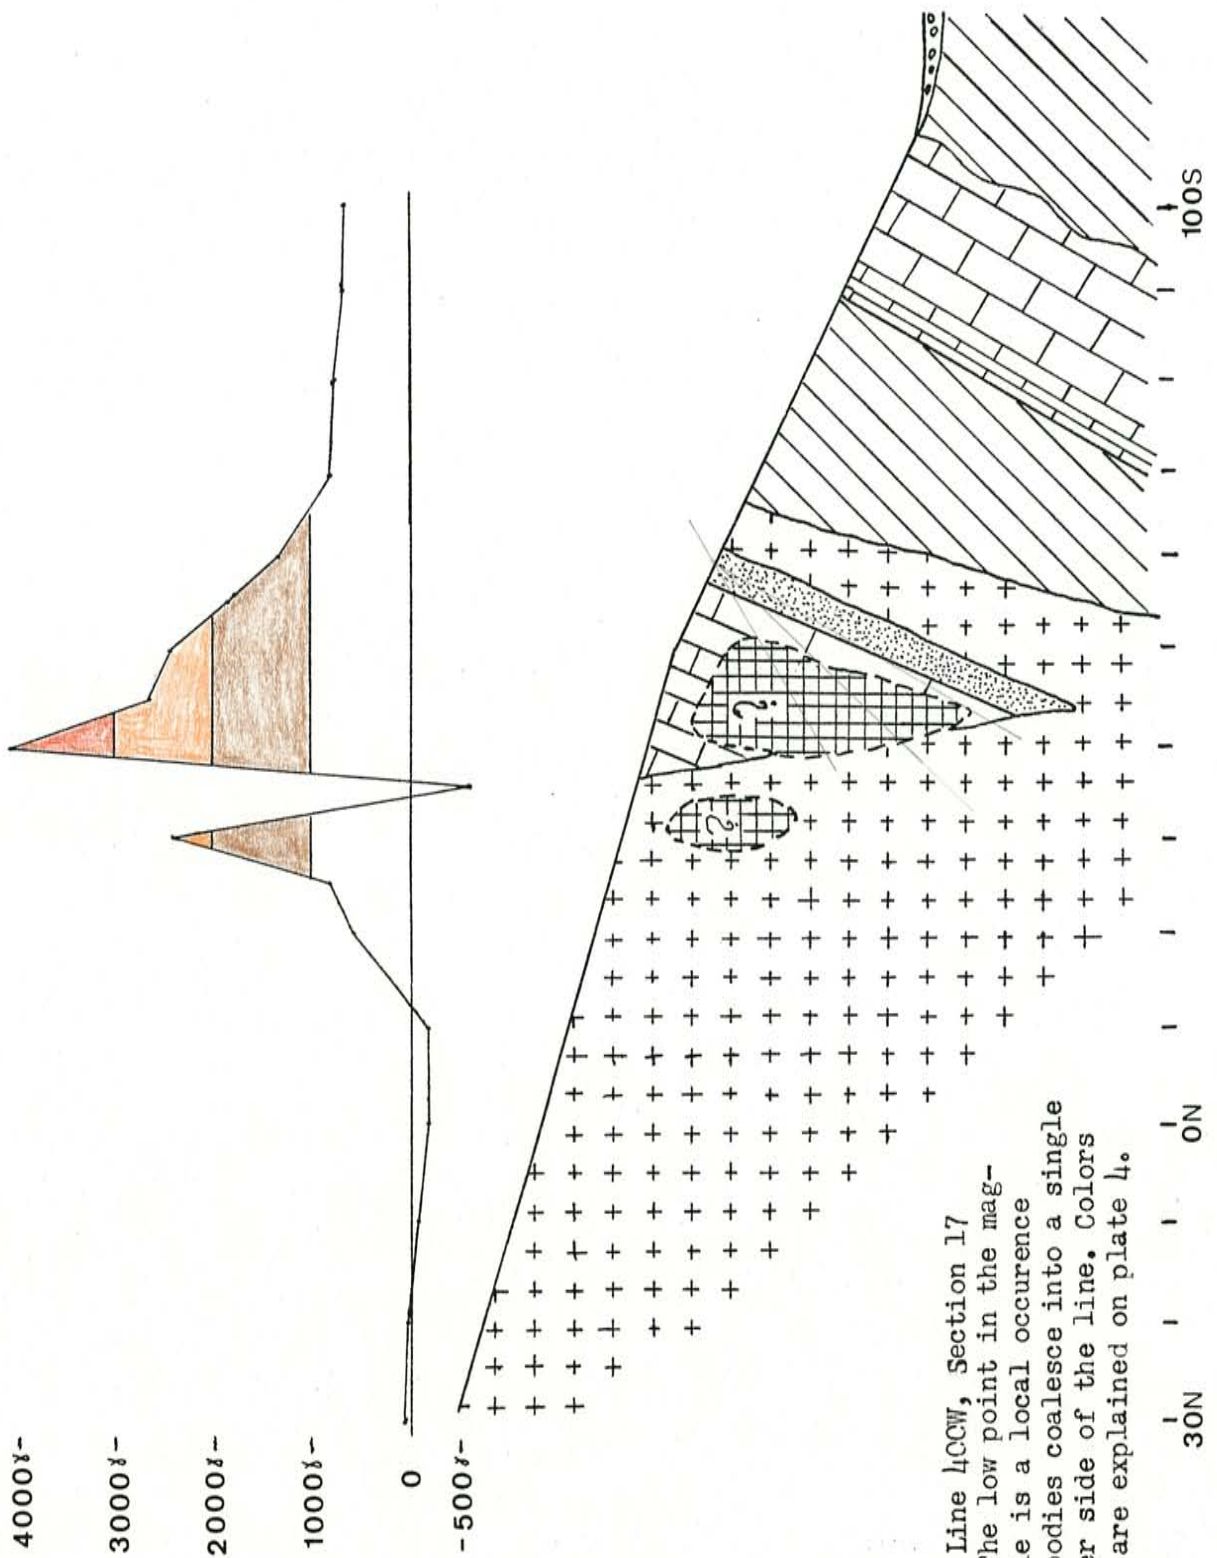 4000γ-
3000γ-
2000γ-
1000γ-
0
-500γ-
? ?
Line 400W, Section 17
he low point in the mag-
e is a local occurence
bodies coalesce into a single
er side of the line. Colors
are explained on plate 4.
30N 0N 100S